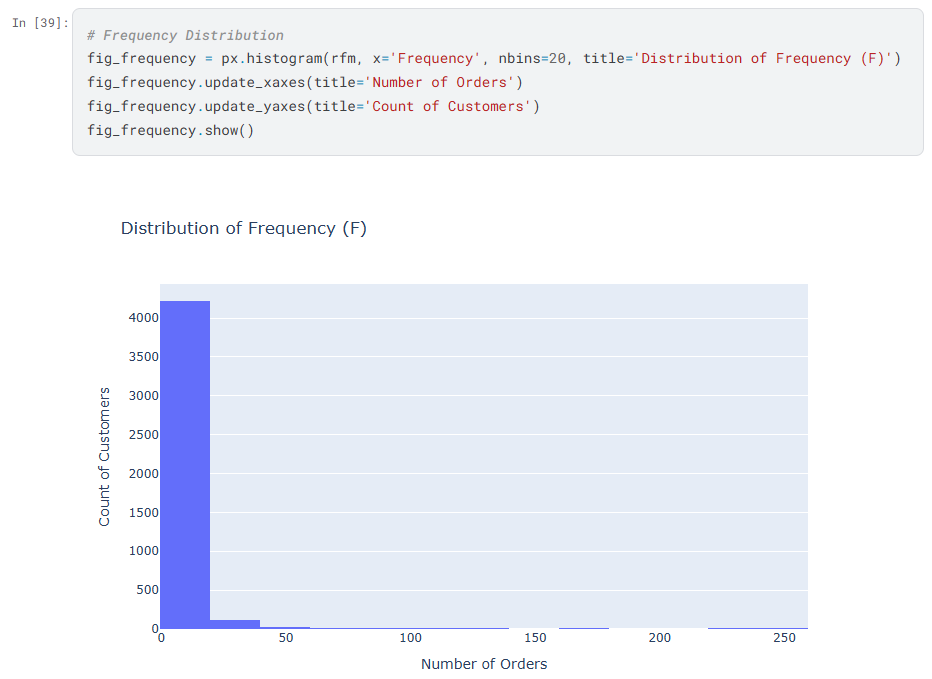 In [39]:
# Frequency Distribution
fig_frequency = px.histogram(rfm, x='Frequency', nbins=20, title='Distribution of Frequency (F)')
fig_frequency.update_xaxes(title='Number of Orders')
fig_frequency.update_yaxes(title='Count of Customers')
fig_frequency.show()
Distribution of Frequency (F)
4000
3500
3000
2500
2000
1500
1000
500
0
Count of Customers
0 50 100 150 200 250
Number of Orders